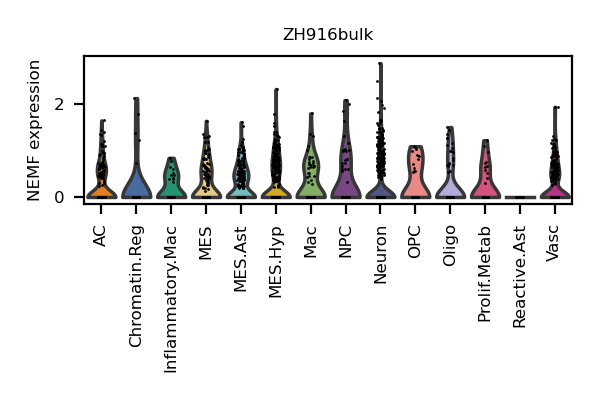 ZH916bulk
NEMF expression
2
0
AC
Chromatin.Reg
Inflammatory.Mac
MES
MES.Ast
MES.Hyp
Mac
NPC
Neuron
OPC
Oligo
Prolif.Metab
Reactive.Ast
Vasc